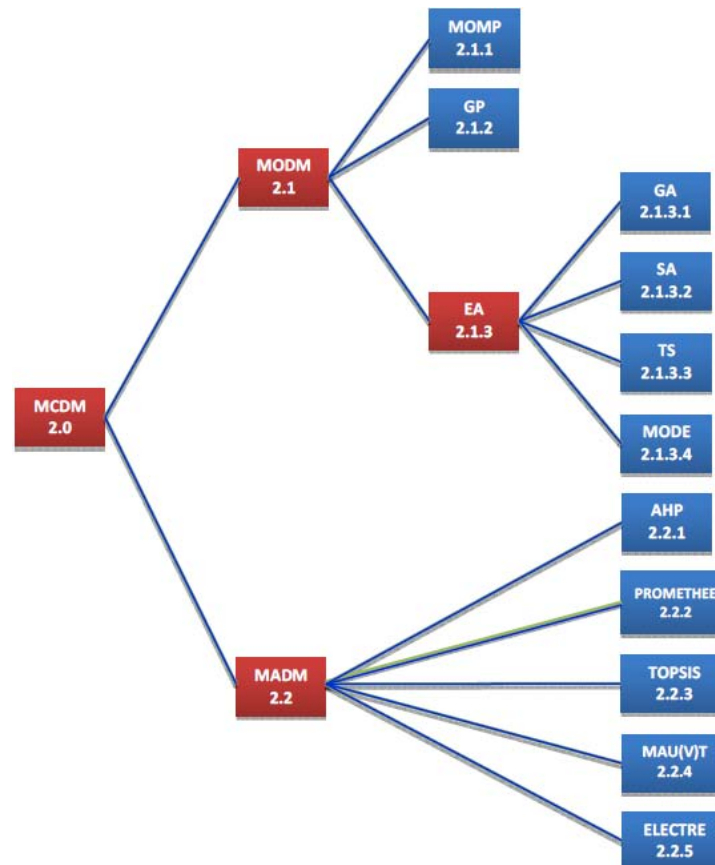 MOMP
2.1.1
GP
2.1.2
MODM
2.1
GA
2.1.3.1
SA
2.1.3.2
EA
2.1.3
TS
2.1.3.3
MCDM
2.0
MODE
2.1.3.4
AHP
2.2.1
PROMETHEE
2.2.2
MADM
2.2
TOPSIS
2.2.3
MAU(V)T
2.2.4
ELECTRE
2.2.5